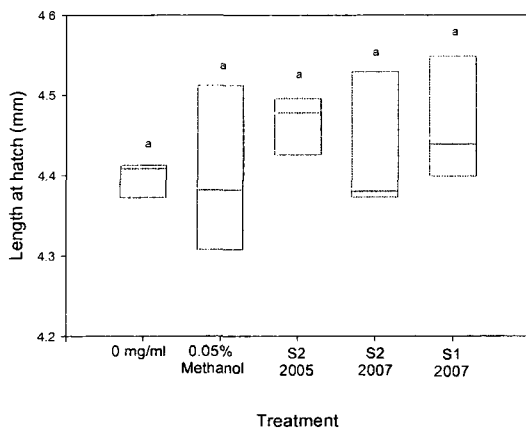 4 6
4.5
4.4
4.3
4.2
Length at hatch (mm)
a
a
a
a
a
0 mg/ml
0.05%
Methanol
S2
2005
S2
2007
S1
2007
Treatment